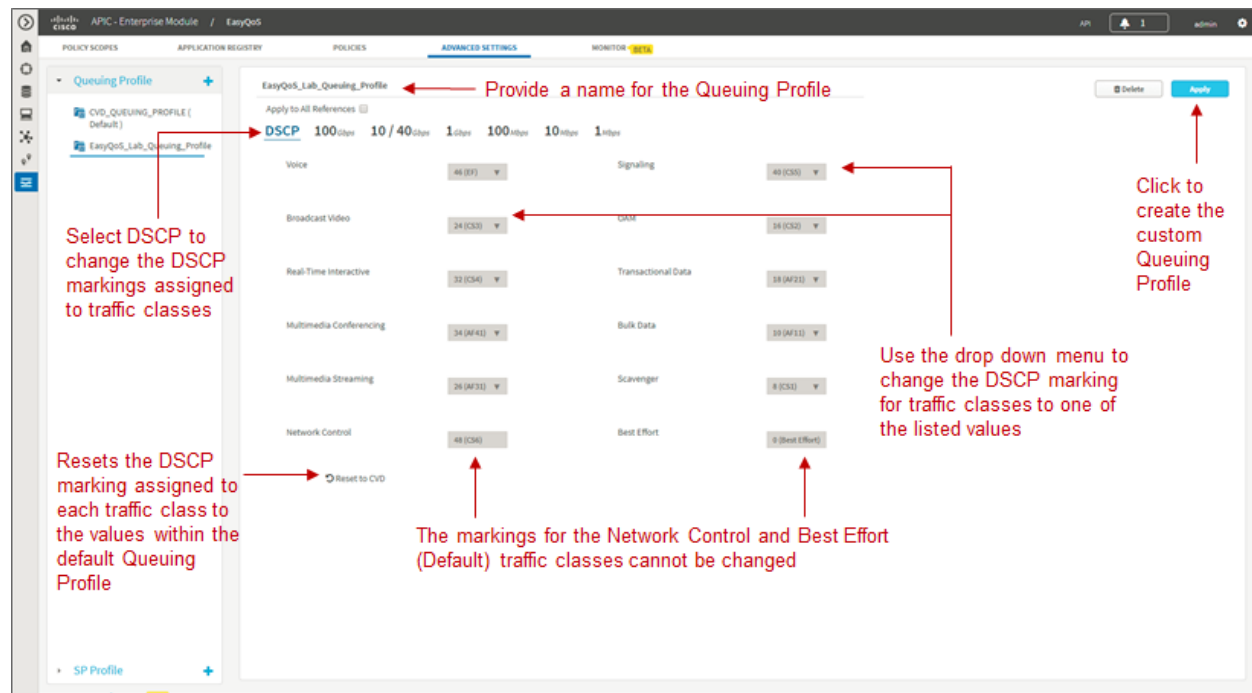 cisco APIC - Enterprise Module / EasyQoS
API 1 admin
POLICY SCOPES APPLICATION REGISTRY POLICIES ADVANCED SETTINGS MONITOR BETA
Queuing Profile +
CVD_QUEUING_PROFILE (
Default )
EasyQoS_Lab_Queuing_Profile
EasyQoS_Lab_Queuing_Profile
Provide a name for the Queuing Profile
Delete
Apply
Apply to All References
DSCP 100Gbps 10 / 40Gbps 1Gbps 100Mbps 10Mbps 1Mbps
Voice 46 (EF)
Signaling 40 (CS5)
Broadcast Video 24 (CS3)
OAM 16 (CS2)
Real-Time Interactive 32 (CS4)
Transactional Data 18 (AF21)
Multimedia Conferencing 34 (AF41)
Bulk Data 10 (AF11)
Multimedia Streaming 26 (AF31)
Scavenger 8 (CS1)
Network Control 48 (CS6)
Best Effort 0 (Best Effort)
Reset to CVD
Select DSCP to
change the DSCP
markings assigned
to traffic classes
Click to
create the
custom
Queuing
Profile
Use the drop down menu to
change the DSCP marking
for traffic classes to one of
the listed values
Resets the DSCP
marking assigned to
each traffic class to
the values within the
default Queuing
Profile
The markings for the Network Control and Best Effort
(Default) traffic classes cannot be changed
SP Profile +